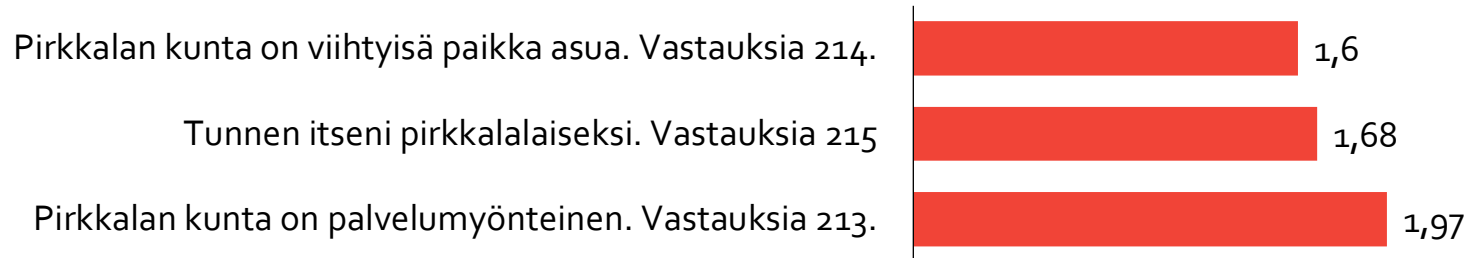 Pirkkalan kunta on viihtyisä paikka asua. Vastauksia 214.
1,6
Tunnen itseni pirkkalalaiseksi. Vastauksia 215
1,68
Pirkkalan kunta on palvelumyönteinen. Vastauksia 213.
1,97